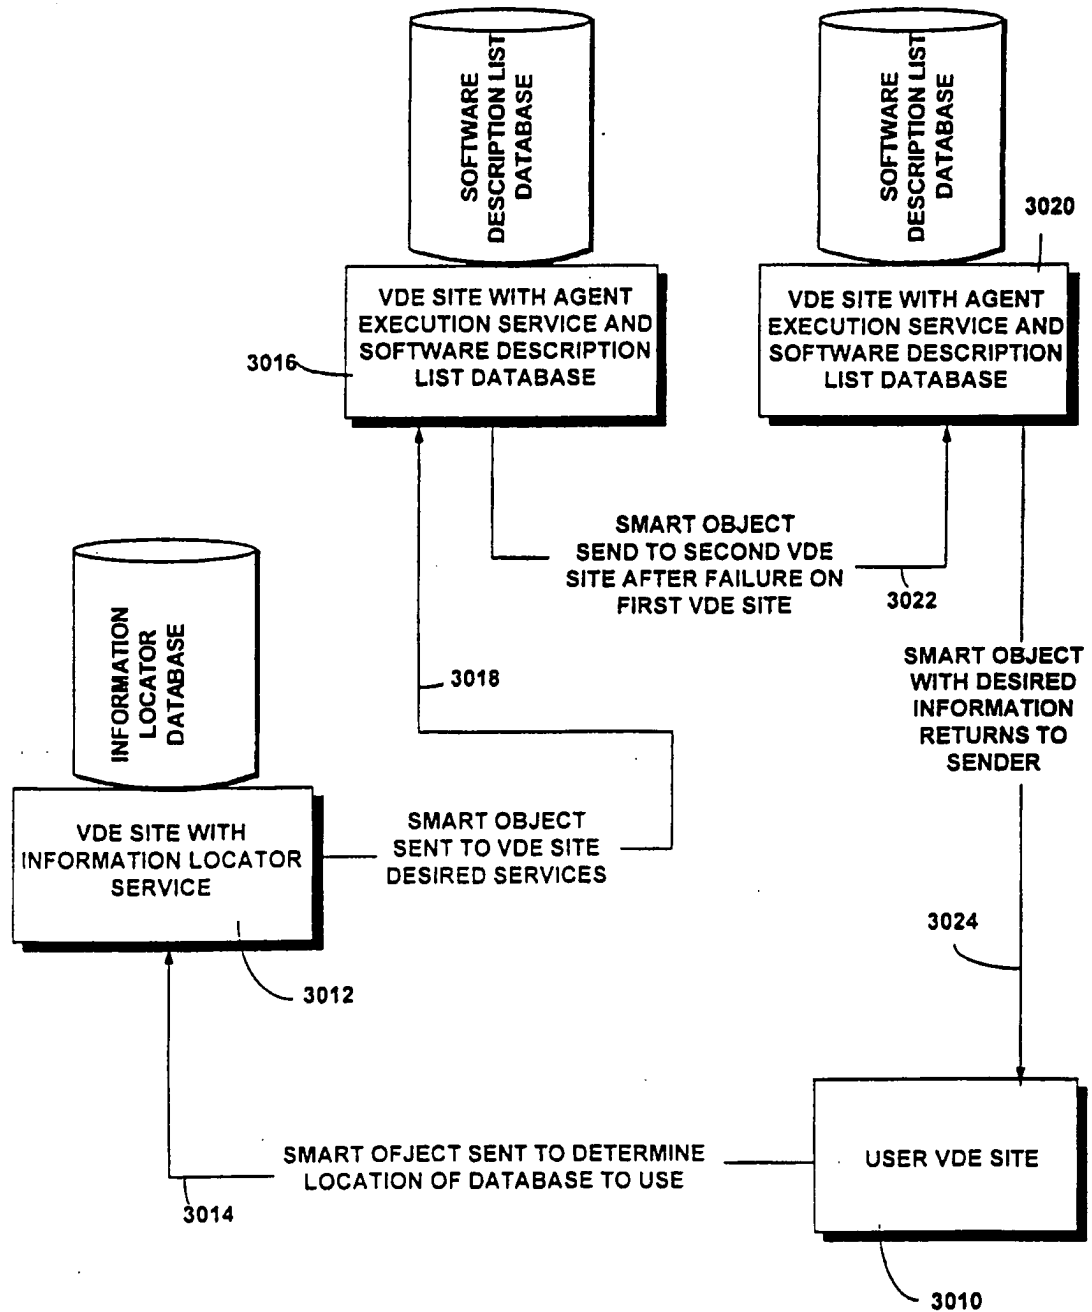 SOFTWARE
DESCRIPTION LIST
DATABASE
SOFTWARE
DESCRIPTION LIST
DATABASE
3020
VDE SITE WITH AGENT
EXECUTION SERVICE AND
SOFTWARE DESCRIPTION
LIST DATABASE
3016
VDE SITE WITH AGENT
EXECUTION SERVICE AND
SOFTWARE DESCRIPTION
LIST DATABASE
SMART OBJECT
SEND TO SECOND VDE
SITE AFTER FAILURE ON
FIRST VDE SITE
3022
INFORMATION
LOCATOR
DATABASE
3018
SMART OBJECT
WITH DESIRED
INFORMATION
RETURNS TO
SENDER
VDE SITE WITH
INFORMATION LOCATOR
SERVICE
SMART OBJECT
SENT TO VDE SITE
DESIRED SERVICES
3012
3024
SMART OFJECT SENT TO DETERMINE
LOCATION OF DATABASE TO USE
3014
USER VDE SITE
3010